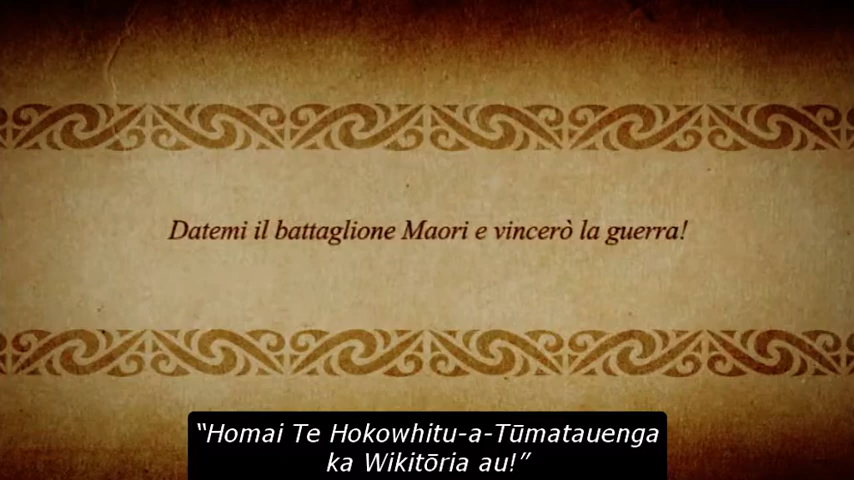 Datemi il battaglione Maori e vincerò la guerra!
“Homai Te Hokowhitu-a-Tūmatauenga
ka Wikitōria au!”